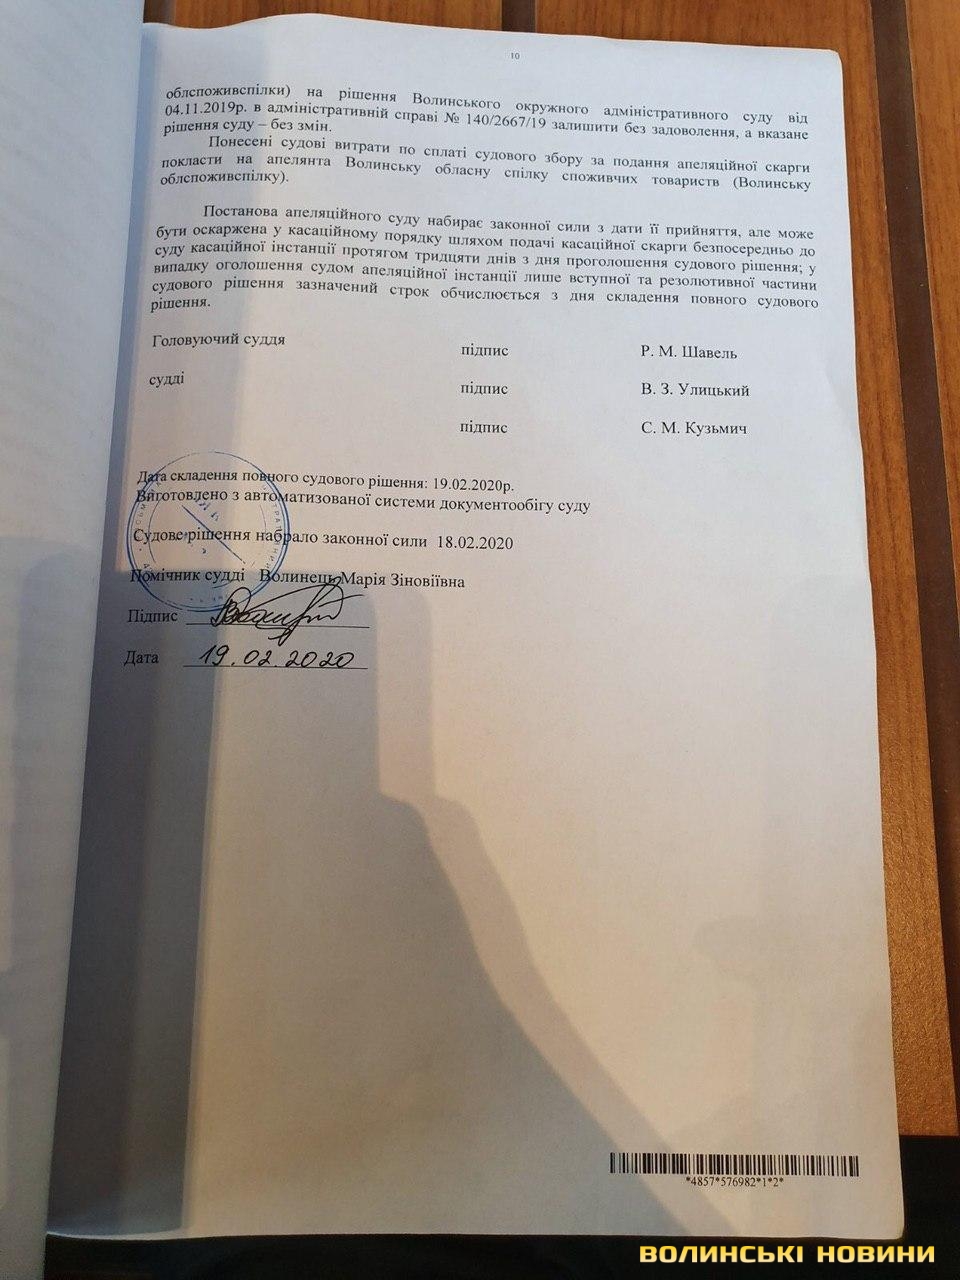 10
облспоживспілки) на рішення Волинського окружного адміністративного суду від
04.11.2019р. в адміністративній справі № 140/2667/19 залишити без задоволення, а вказане
рішення суду – без змін.
Понесені судові витрати по сплаті судового збору за подання апеляційної скарги
покласти на апелянта Волинську обласну спілку споживчих товариств (Волинську
облспоживспілку).
Постанова апеляційного суду набирає законної сили з дати її прийняття, але може
бути оскаржена у касаційному порядку шляхом подачі касаційної скарги безпосередньо до
суду касаційної інстанції протягом тридцяти днів з дня проголошення судового рішення; у
випадку оголошення судом апеляційної інстанції лише вступної та резолютивної частини
судового рішення зазначений строк обчислюється з дня складення повного судового
рішення.
Головуючий суддя підпис Р. М. Шавель
судді підпис В. З. Улицький
підпис С. М. Кузьмич
Дата складення повного судового рішення: 19.02.2020р.
Виготовлено з автоматизованої системи документообігу суду
Судове рішення набрало законної сили 18.02.2020
Помічник судді Волинець Марія Зіновіївна
Підпис
Дата 19.02.2020
*4857*576982*1*2*
ВОЛИНСЬКІ НОВИНИ